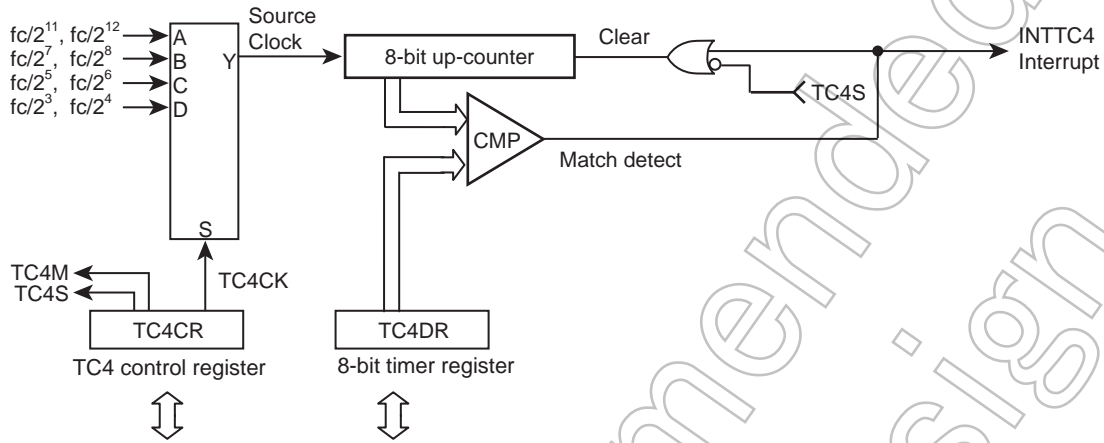 fc/2^11, fc/2^12
fc/2^7, fc/2^8
fc/2^5, fc/2^6
fc/2^3, fc/2^4
A
B
C
D
Y
S
Source
Clock
8-bit up-counter
Clear
INTTC4
Interrupt
TC4S
CMP
Match detect
TC4M
TC4S
TC4CK
TC4CR
TC4 control register
TC4DR
8-bit timer register
mended
sign